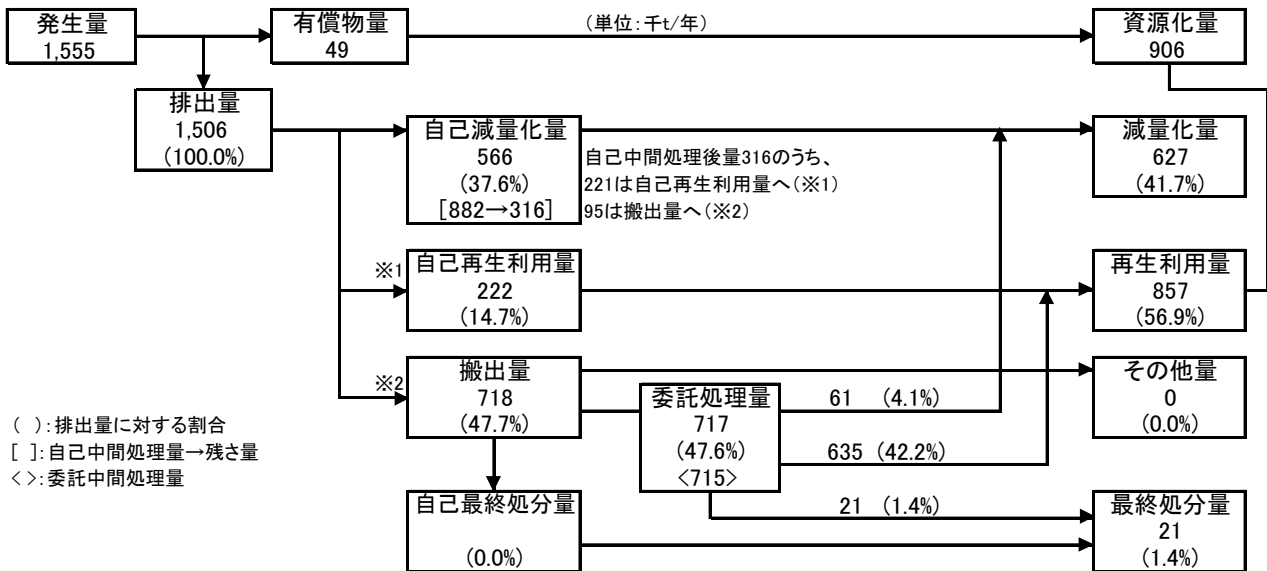 発生量
1,555
有償物量
49
(単位:千t/年)
資源化量
906
排出量
1,506
(100.0%)
自己減量化量
566
(37.6%)
[882→316]
自己中間処理後量316のうち、
221は自己再生利用量へ(※1)
95は搬出量へ(※2)
減量化量
627
(41.7%)
※1
自己再生利用量
222
(14.7%)
再生利用量
857
(56.9%)
※2
搬出量
718
(47.7%)
委託処理量
717
(47.6%)
<715>
61 (4.1%)
635 (42.2%)
21 (1.4%)
その他量
0
(0.0%)
( ):排出量に対する割合
[ ]:自己中間処理量→残さ量
< >:委託中間処理量
自己最終処分量
(0.0%)
最終処分量
21
(1.4%)